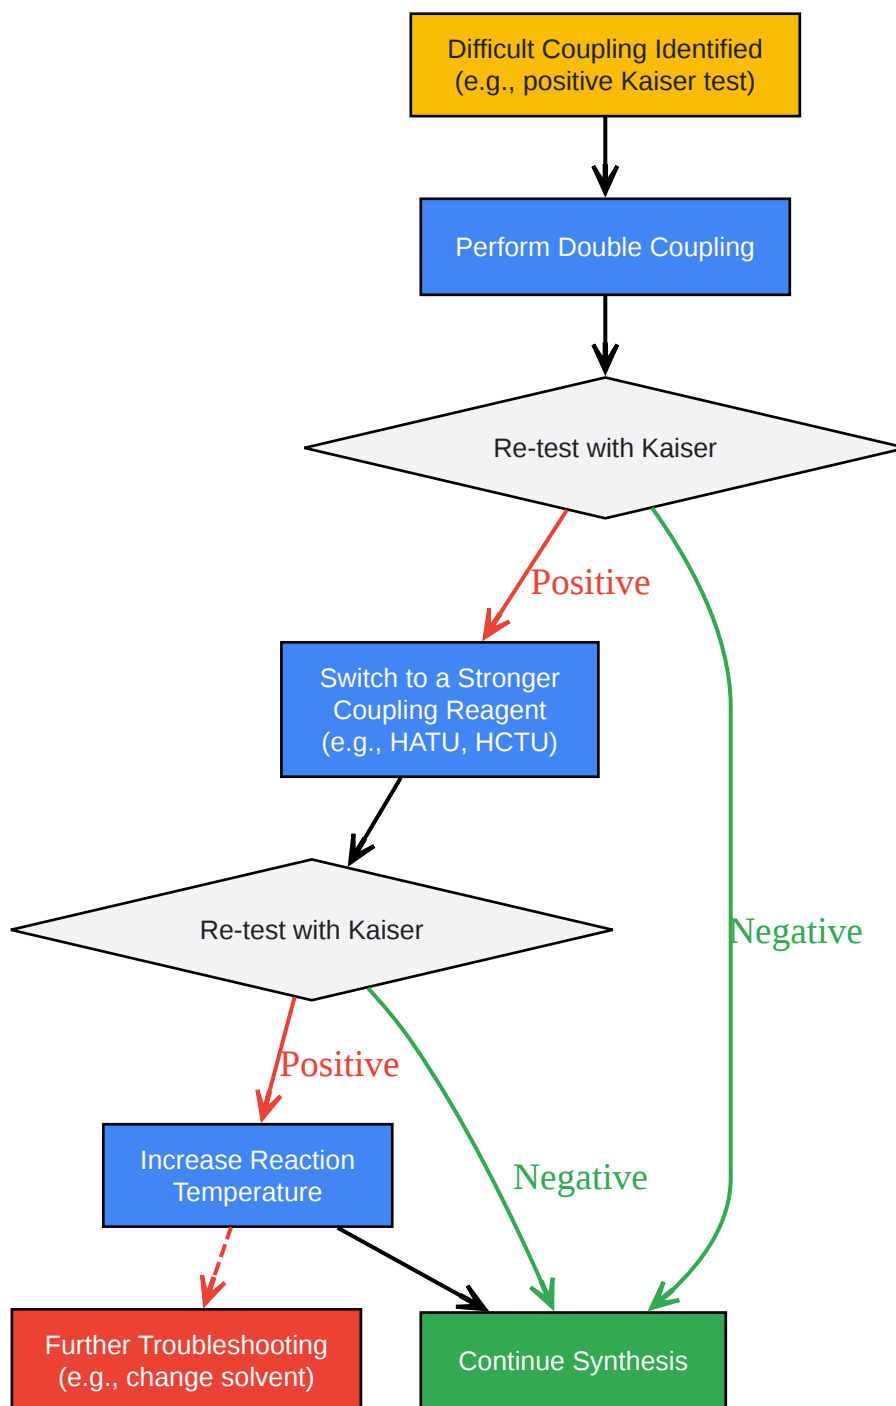 Difficult Coupling Identified
(e.g., positive Kaiser test)
Perform Double Coupling
Re-test with Kaiser
Positive
Switch to a Stronger
Coupling Reagent
(e.g., HATU, HCTU)
Re-test with Kaiser
Negative
Positive
Increase Reaction
Temperature
Negative
Further Troubleshooting
(e.g., change solvent)
Continue Synthesis